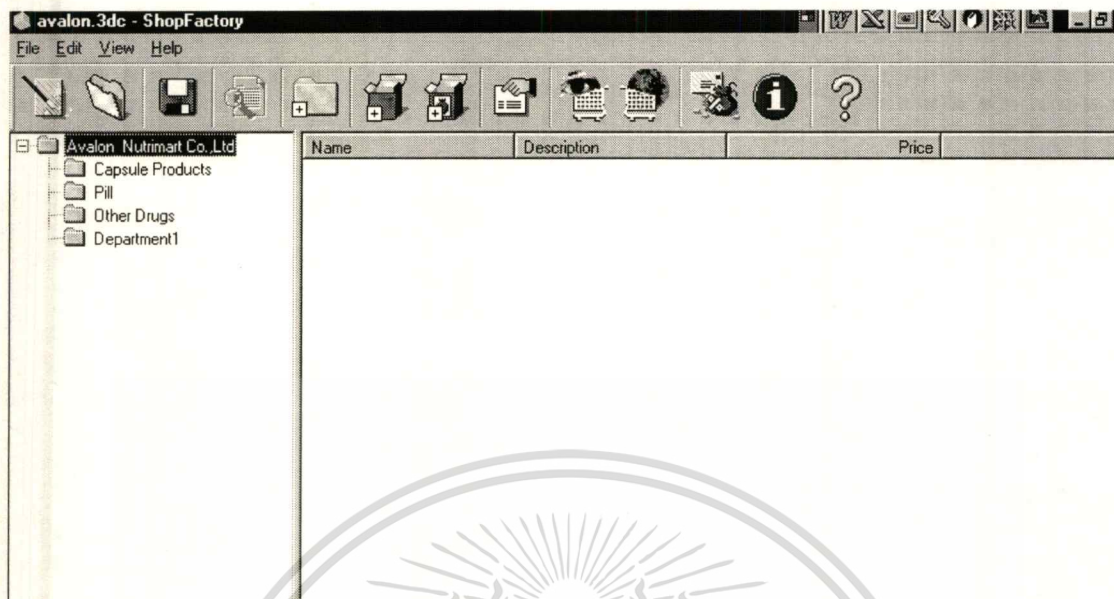 avalon.3dc - ShopFactory
File Edit View Help
Avalon Nutrimart Co.,Ltd
Capsule Products
Pill
Other Drugs
Department1
Name Description Price